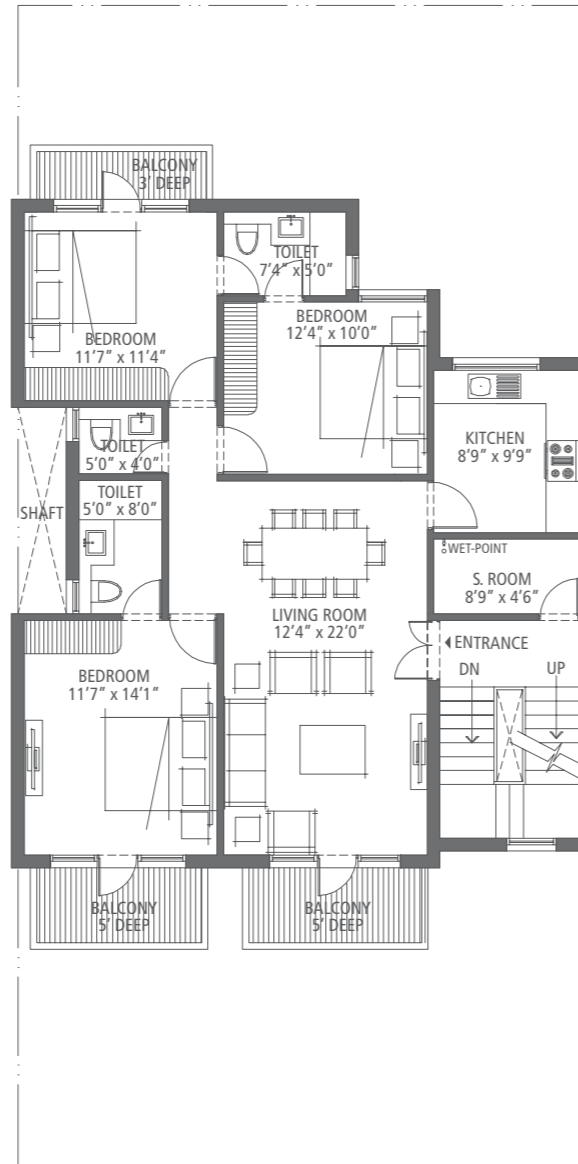 BALCONY
3' DEEP
TOILET
7'4" x 5'0"
BEDROOM
11'7" x 11'4"
BEDROOM
12'4" x 10'0"
KITCHEN
8'9" x 9'9"
TOILET
5'0" x 4'0"
TOILET
5'0" x 8'0"
SHAFT
WET-POINT
S. ROOM
8'9" x 4'6"
LIVING ROOM
12'4" x 22'0"
ENTRANCE
DN
UP
BEDROOM
11'7" x 14'1"
BALCONY
5' DEEP
BALCONY
5' DEEP